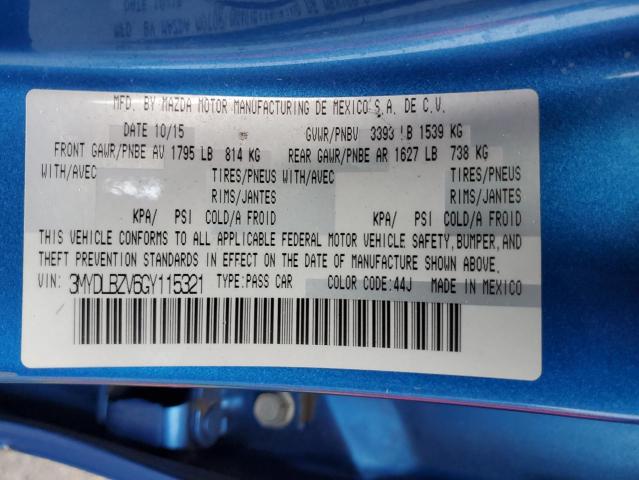 MFD. BY MAZDA MOTOR MANUFACTURING DE MEXICO S.A. DE C.V.
DATE 10/15 GVWR/PNBV 3393 LB 1539 KG
FRONT GAWR/PNBE AV 1795 LB 814 KG REAR GAWR/PNBE AR 1627 LB 738 KG
WITH/AVEC TIRES/PNEUS WITH/AVEC TIRES/PNEUS
RIMS/JANTES RIMS/JANTES
KPA/ PSI COLD/A FROID KPA/ PSI COLD/A FROID
THIS VEHICLE CONFORMS TO ALL APPLICABLE FEDERAL MOTOR VEHICLE SAFETY, BUMPER, AND
THEFT PREVENTION STANDARDS IN EFFECT ON THE DATE OF MANUFACTURE SHOWN ABOVE.
VIN: 3MYDLBZV6GY115321 TYPE:PASS CAR COLOR CODE:44J MADE IN MEXICO